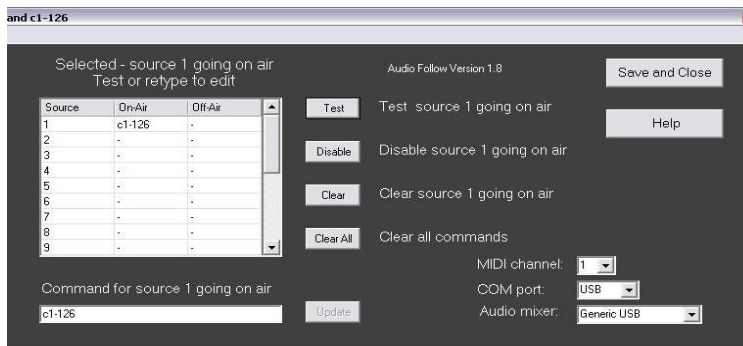 and c1-126
Selected - source 1 going on air
Test or retype to edit
Audio Follow Version 1.8
Save and Close
Source On-Air Off-Air
1 c1-126 -
2 - -
3 - -
4 - -
5 - -
6 - -
7 - -
8 - -
9 - -
Test
Test source 1 going on air
Help
Disable
Disable source 1 going on air
Clear
Clear source 1 going on air
Clear All
Clear all commands
MIDI channel: 1
COM port: USB
Audio mixer: Generic USB
Command for source 1 going on air
c1-126
Update